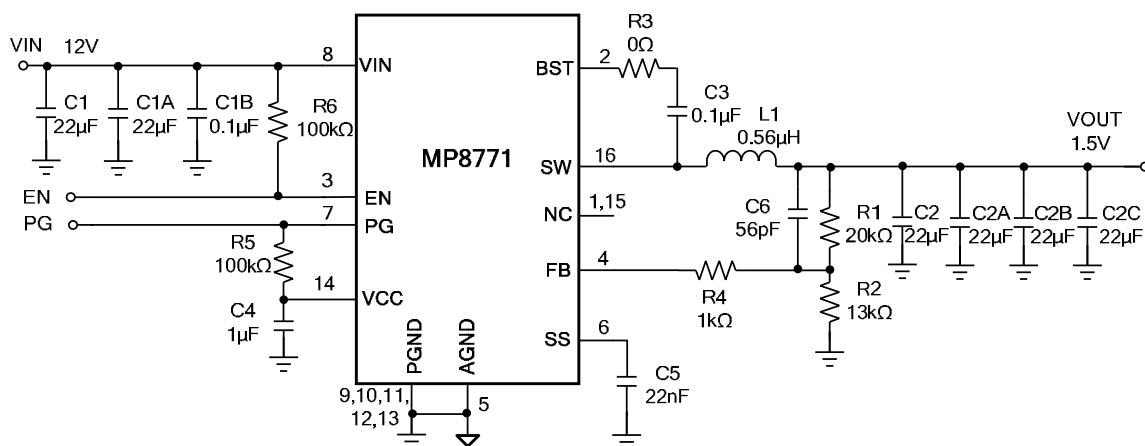 VIN 12V
8
VIN
C1
22µF
C1A
22µF
C1B
0.1µF
R6
100kΩ
EN
3
EN
PG
7
PG
R5
100kΩ
14
VCC
C4
1µF
MP8771
PGND
AGND
9,10,11,
12,13
5
BST
2
R3
0Ω
C3
0.1µF
L1
0.56µH
SW
16
VOUT
1.5V
NC
1,15
C6
56pF
R1
20kΩ
C2
22µF
C2A
22µF
C2B
22µF
C2C
22µF
FB
4
R4
1kΩ
R2
13kΩ
SS
6
C5
22nF